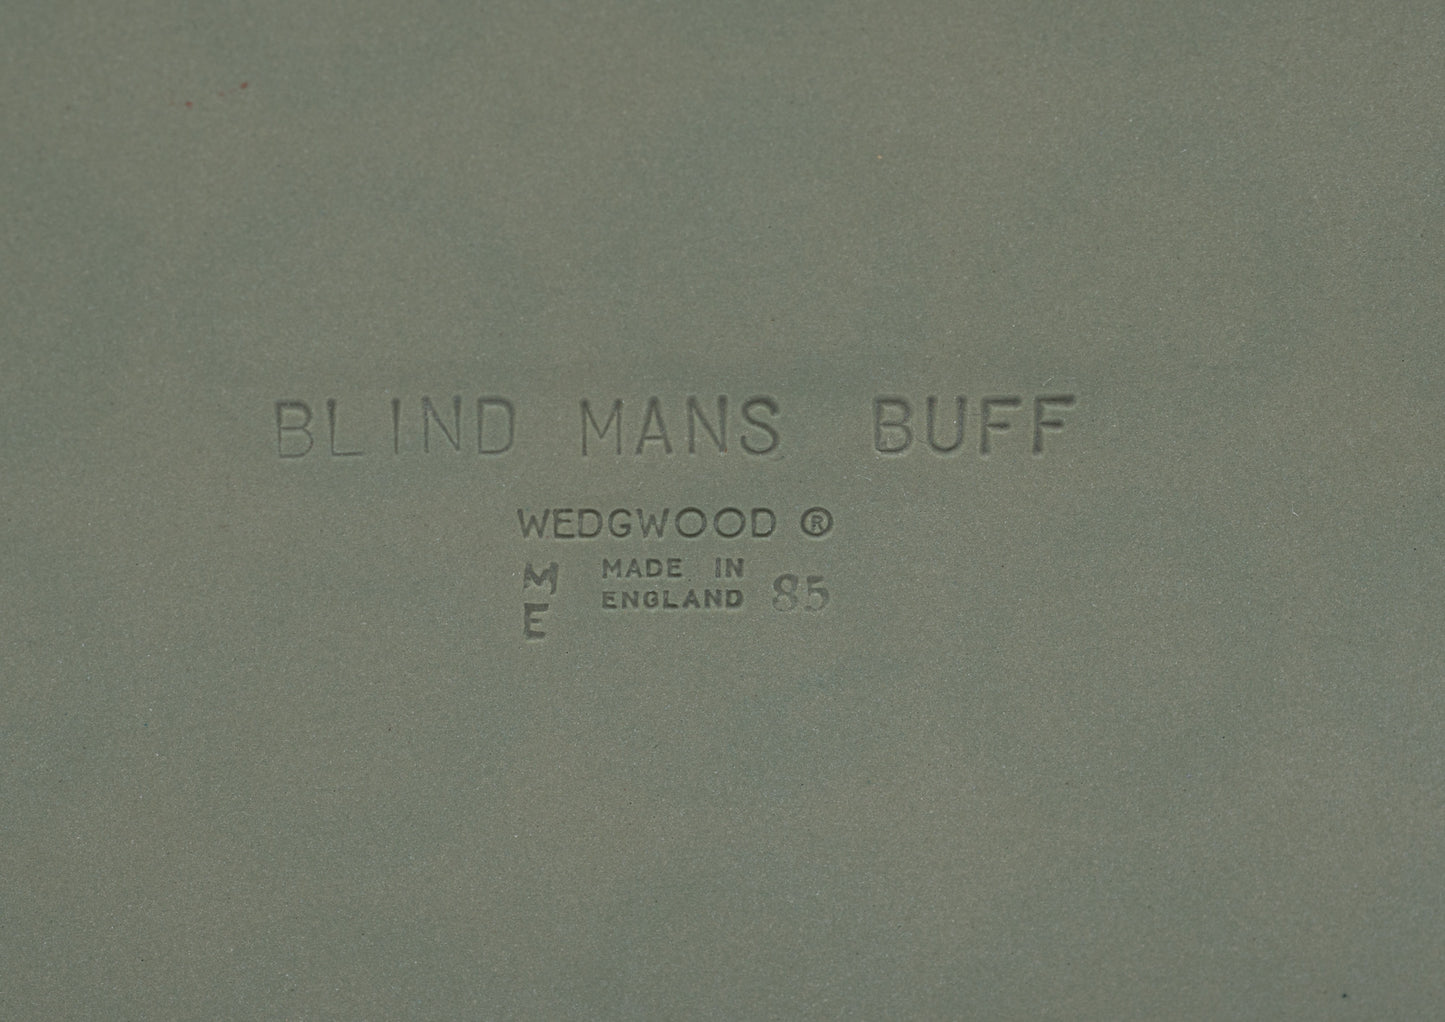 BLIND MANS BUFF
WEDGWOOD ®
M MADE IN
ENGLAND 85
E